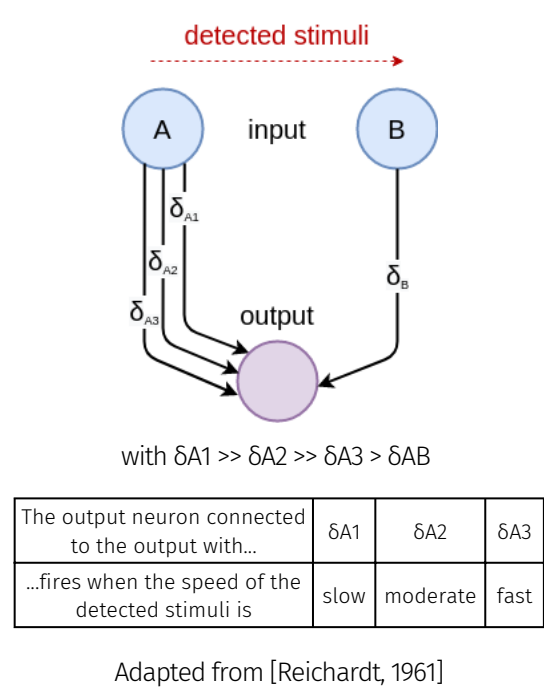 detected stimuli
A
input
B
δA1
δA2
δB
δA3
output
with δA1 >> δA2 >> δA3 > δAB
The output neuron connected
to the output with...
δA1
δA2
δA3
...fires when the speed of the
detected stimuli is
slow
moderate
fast
Adapted from [Reichardt, 1961]